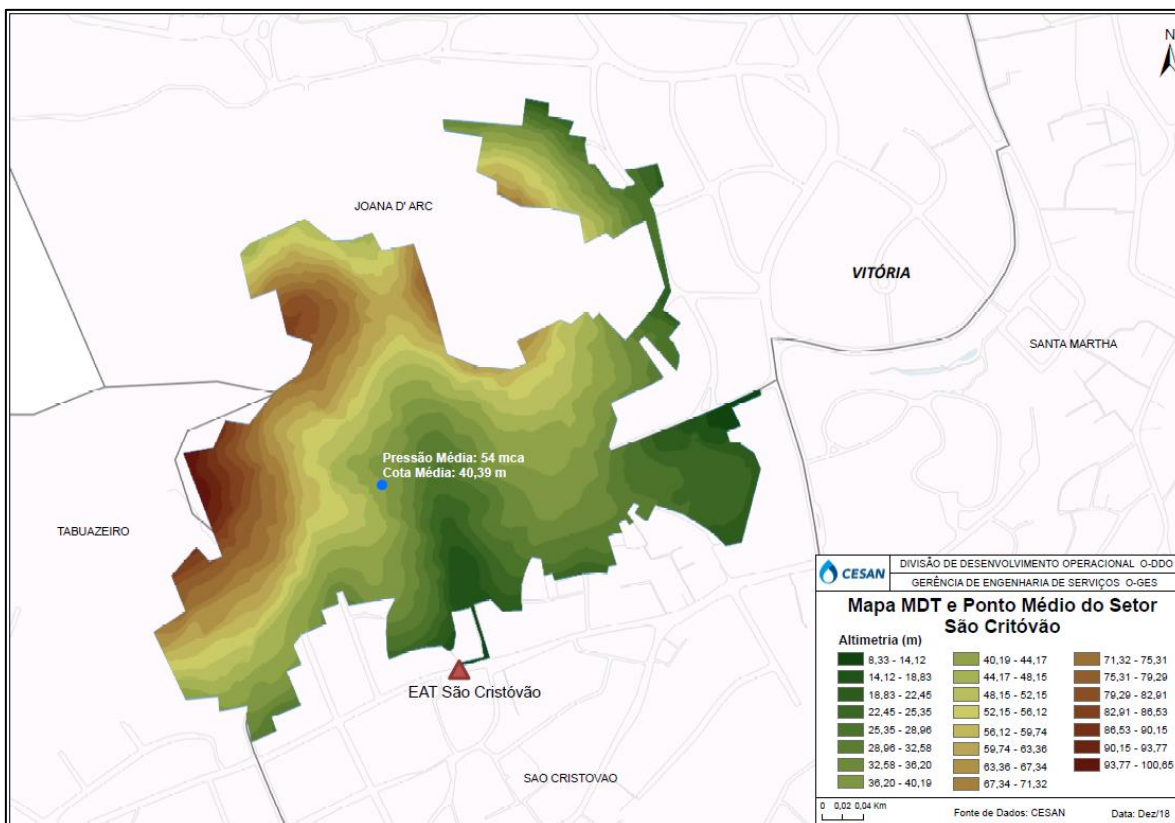 N
JOANA D' ARC
VITÓRIA
SANTA MARTHA
Pressão Média: 54 mca
Cota Média: 40,39 m
TABUAZEIRO
EAT São Cristóvão
SAO CRISTOVAO
CESAN
DIVISÃO DE DESENVOLVIMENTO OPERACIONAL O-DDO
GERÊNCIA DE ENGENHARIA DE SERVIÇOS O-GES
Mapa MDT e Ponto Médio do Setor
São Critóvão
Altimetria (m)
8,33 - 14,12
14,12 - 18,83
18,83 - 22,45
22,45 - 25,35
25,35 - 28,96
28,96 - 32,58
32,58 - 36,20
36,20 - 40,19
40,19 - 44,17
44,17 - 48,15
48,15 - 52,15
52,15 - 56,12
56,12 - 59,74
59,74 - 63,36
63,36 - 67,34
67,34 - 71,32
71,32 - 75,31
75,31 - 79,29
79,29 - 82,91
82,91 - 86,53
86,53 - 90,15
90,15 - 93,77
93,77 - 100,65
0 0,02 0,04 Km
Fonte de Dados: CESAN
Data: Dez/18